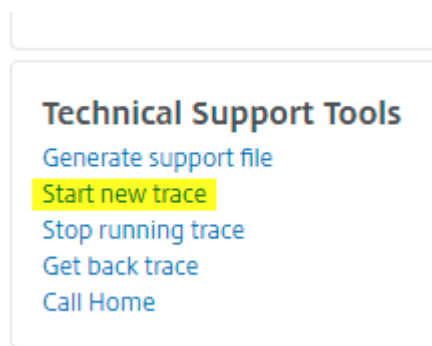 Technical Support Tools
Generate support file
Start new trace
Stop running trace
Get back trace
Call Home